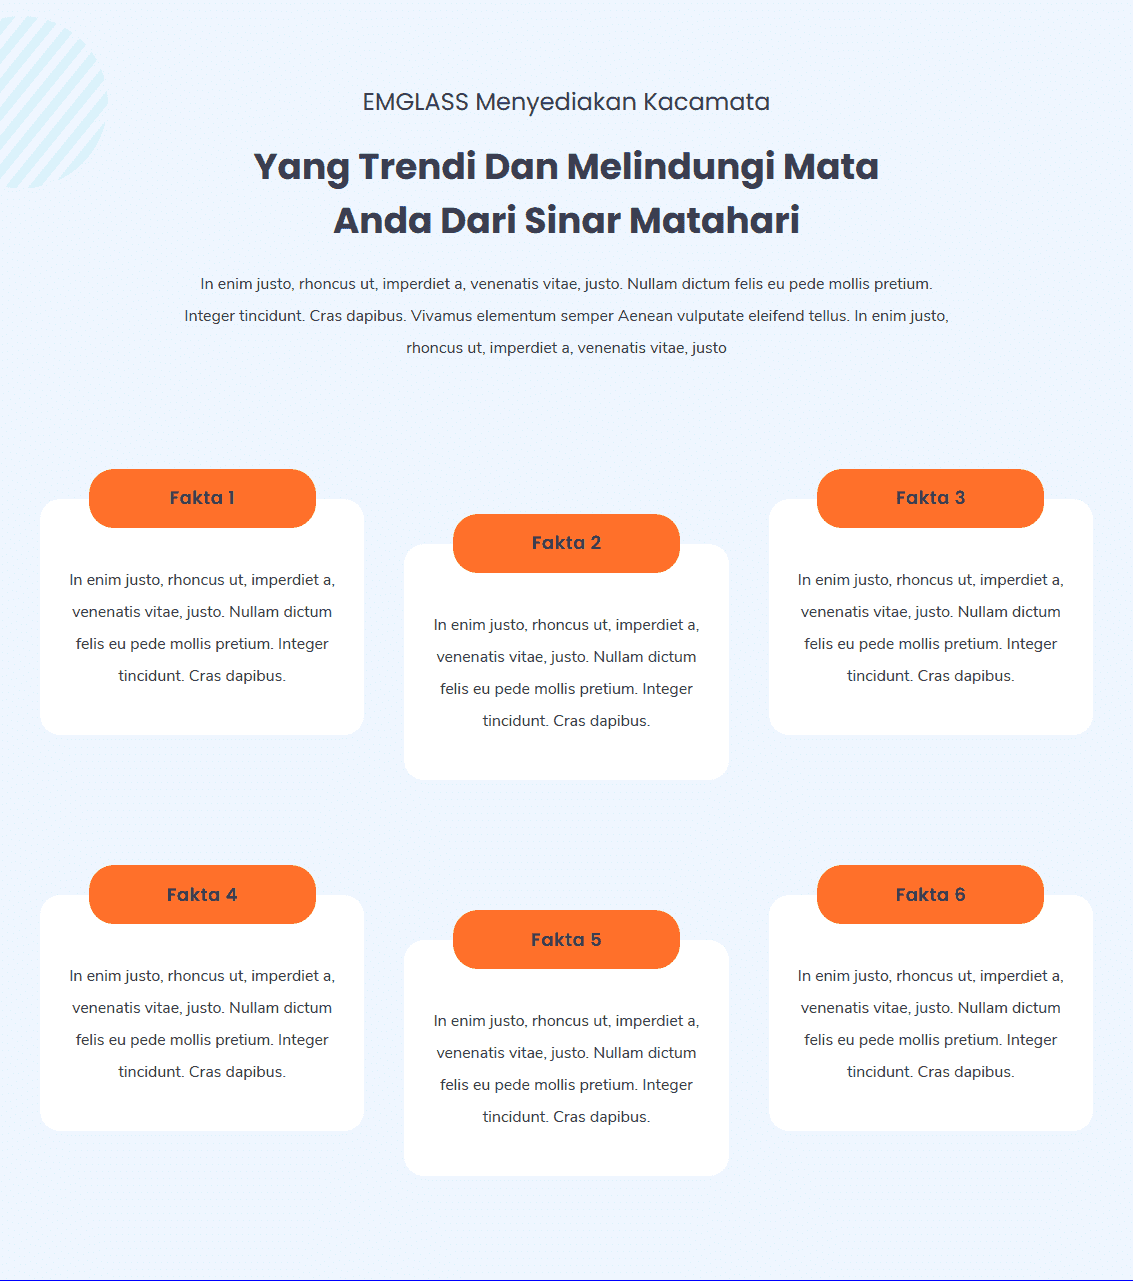 EMGLASS Menyediakan Kacamata
Yang Trendi Dan Melindungi Mata
Anda Dari Sinar Matahari
In enim justo, rhoncus ut, imperdiet a, venenatis vitae, justo. Nullam dictum felis eu pede mollis pretium.
Integer tincidunt. Cras dapibus. Vivamus elementum semper Aenean vulputate eleifend tellus. In enim justo,
rhoncus ut, imperdiet a, venenatis vitae, justo
Fakta 1
In enim justo, rhoncus ut, imperdiet a,
venenatis vitae, justo. Nullam dictum
felis eu pede mollis pretium. Integer
tincidunt. Cras dapibus.
Fakta 2
In enim justo, rhoncus ut, imperdiet a,
venenatis vitae, justo. Nullam dictum
felis eu pede mollis pretium. Integer
tincidunt. Cras dapibus.
Fakta 3
In enim justo, rhoncus ut, imperdiet a,
venenatis vitae, justo. Nullam dictum
felis eu pede mollis pretium. Integer
tincidunt. Cras dapibus.
Fakta 4
In enim justo, rhoncus ut, imperdiet a,
venenatis vitae, justo. Nullam dictum
felis eu pede mollis pretium. Integer
tincidunt. Cras dapibus.
Fakta 5
In enim justo, rhoncus ut, imperdiet a,
venenatis vitae, justo. Nullam dictum
felis eu pede mollis pretium. Integer
tincidunt. Cras dapibus.
Fakta 6
In enim justo, rhoncus ut, imperdiet a,
venenatis vitae, justo. Nullam dictum
felis eu pede mollis pretium. Integer
tincidunt. Cras dapibus.